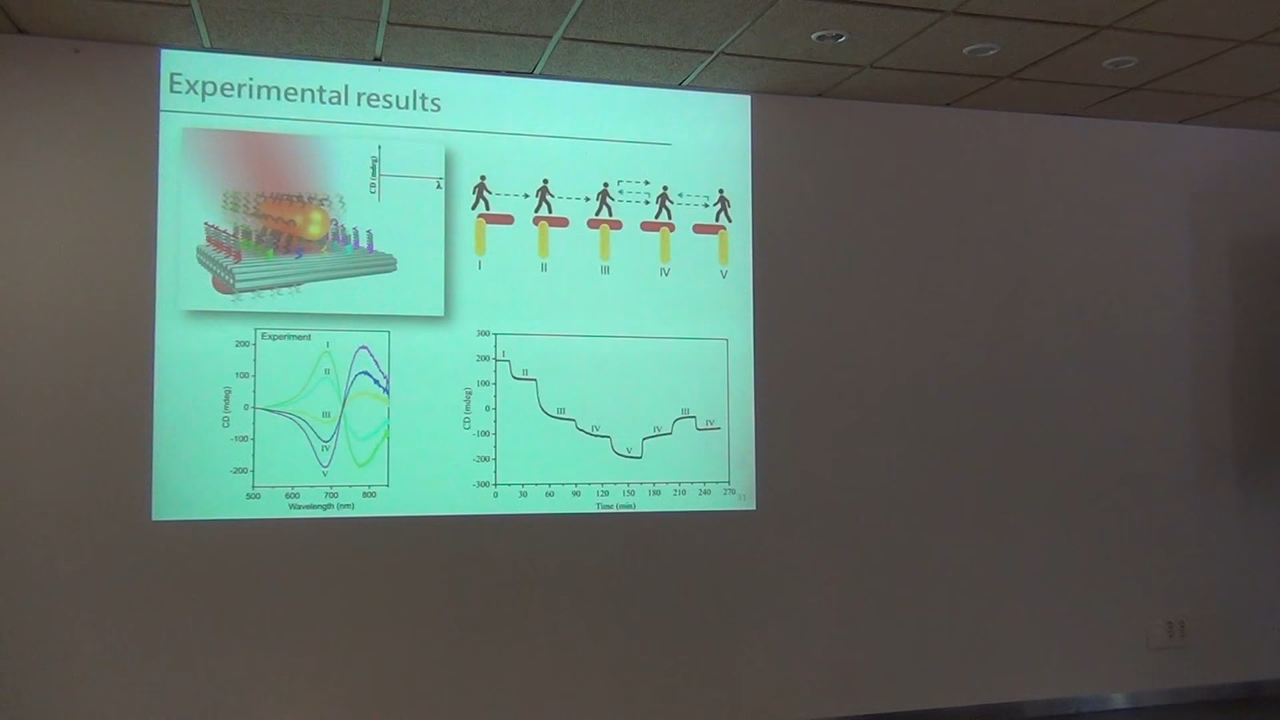 Experimental results
CD (mdeg)
λ
I II III IV V
Experiment
200
100
0
-100
-200
I
II
III
IV
V
500 600 700 800
Wavelength (nm)
CD (mdeg)
300
200
100
0
-100
-200
-300
I
II
III
IV
V
IV
III
IV
0 30 60 90 120 150 180 210 240 270
Time (min)
CD (mdeg)